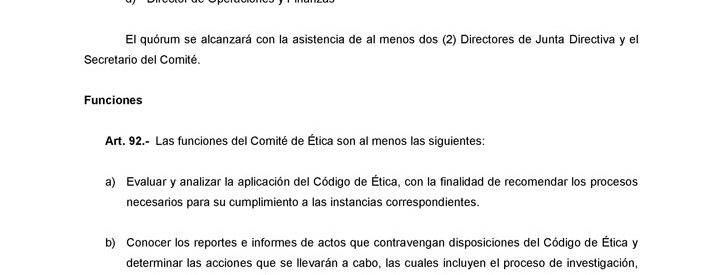 d) Director de Operaciones y Finanzas
El quórum se alcanzará con la asistencia de al menos dos (2) Directores de Junta Directiva y el
Secretario del Comité.
Funciones
Art. 92.- Las funciones del Comité de Ética son al menos las siguientes:
a) Evaluar y analizar la aplicación del Código de Ética, con la finalidad de recomendar los procesos
necesarios para su cumplimiento a las instancias correspondientes.
b) Conocer los reportes e informes de actos que contravengan disposiciones del Código de Ética y
determinar las acciones que se llevarán a cabo, las cuales incluyen el proceso de investigación,